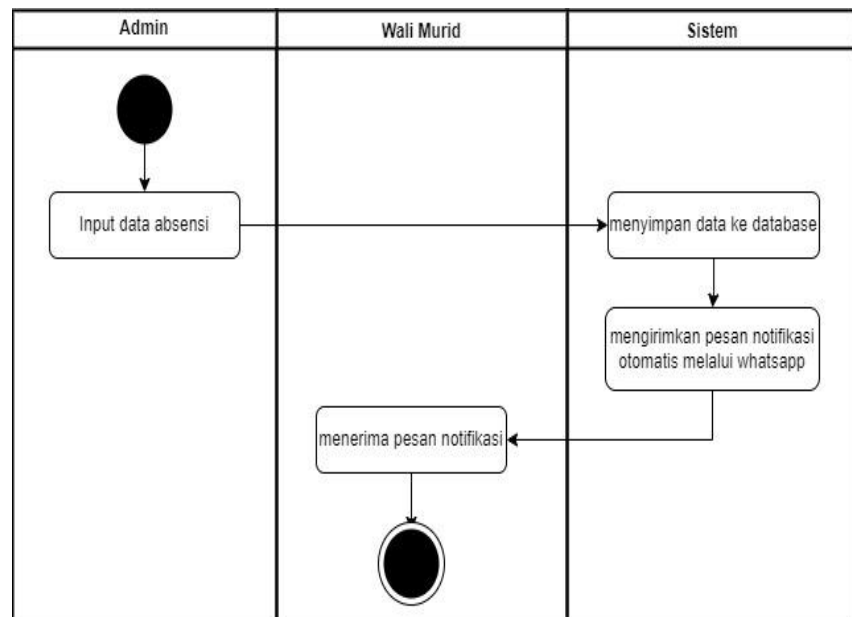 Admin
Wali Murid
Sistem
Input data absensi
menyimpan data ke database
mengirimkan pesan notifikasi
otomatis melalui whatsapp
menerima pesan notifikasi